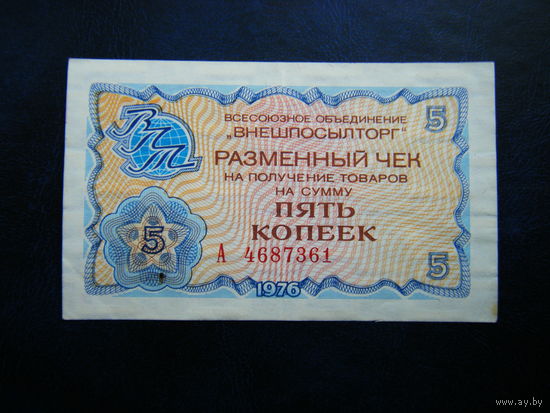 ВПТ
ВСЕСОЮЗНОЕ ОБЪЕДИНЕНИЕ
„ВНЕШПОСЫЛТОРГ"
5
РАЗМЕННЫЙ ЧЕК
НА ПОЛУЧЕНИЕ ТОВАРОВ
НА СУММУ
ПЯТЬ
КОПЕЕК
5
А 4687361
5
1976
www.ay.by